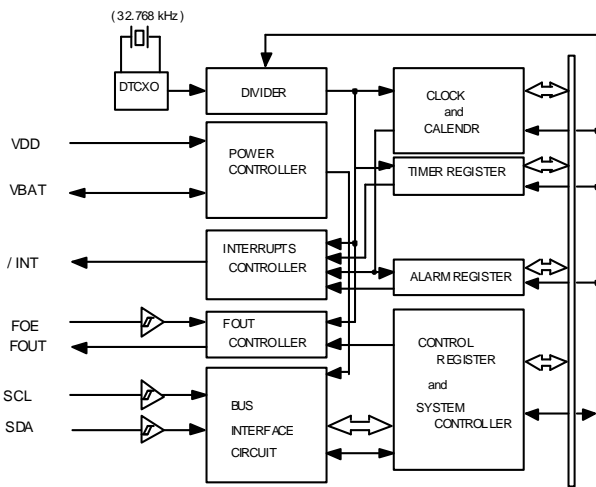 (32.768 kHz)
DTCXO
DIVIDER
CLOCK
and
CALENDR
VDD
VBAT
POWER
CONTROLLER
TIMER REGISTER
/ INT
INTERRUPTS
CONTROLLER
ALARM REGISTER
FOE
FOUT
FOUT
CONTROLLER
CONTROL
REGISTER
and
SYSTEM
CONTROLLER
SCL
SDA
BUS
INTERFACE
CIRCUIT